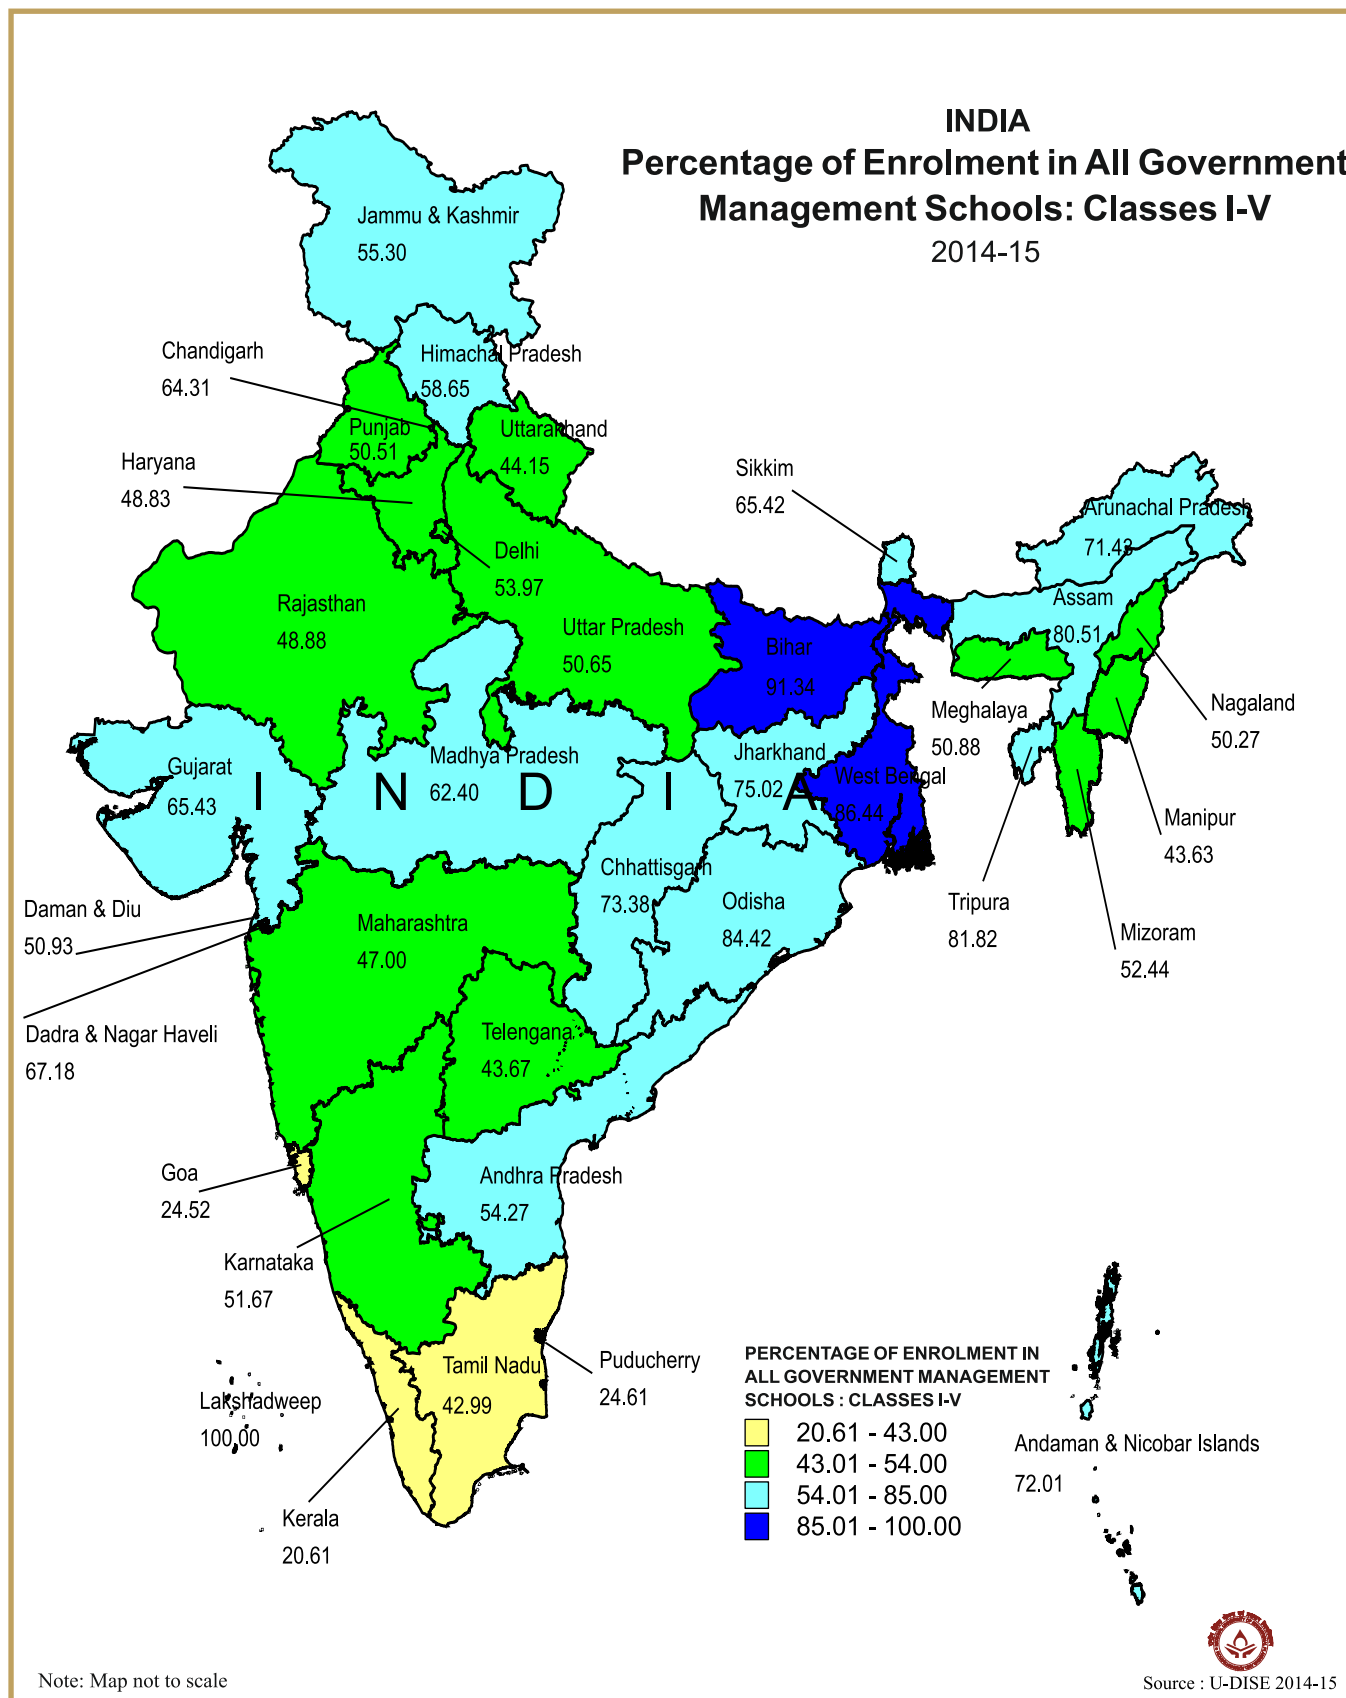 INDIA
Percentage of Enrolment in All Government
Management Schools: Classes I-V
2014-15
Jammu & Kashmir
55.30
Chandigarh
64.31
Himachal Pradesh
58.65
Punjab
50.51
Uttarakhand
44.15
Haryana
48.83
Sikkim
65.42
Arunachal Pradesh
71.43
Delhi
53.97
Rajasthan
48.88
Uttar Pradesh
50.65
Bihar
91.34
Assam
80.51
Meghalaya
50.88
Nagaland
50.27
Gujarat
65.43
Madhya Pradesh
62.40
Jharkhand
75.02
West Bengal
86.44
I N D I A
Manipur
43.63
Chhattisgarh
73.38
Odisha
84.42
Tripura
81.82
Mizoram
52.44
Daman & Diu
50.93
Maharashtra
47.00
Dadra & Nagar Haveli
67.18
Telengana
43.67
Goa
24.52
Andhra Pradesh
54.27
Karnataka
51.67
Tamil Nadu
42.99
Puducherry
24.61
Lakshadweep
100.00
Kerala
20.61
PERCENTAGE OF ENROLMENT IN
ALL GOVERNMENT MANAGEMENT
SCHOOLS : CLASSES I-V
20.61 - 43.00
43.01 - 54.00
54.01 - 85.00
85.01 - 100.00
Andaman & Nicobar Islands
72.01
Note: Map not to scale
Source : U-DISE 2014-15